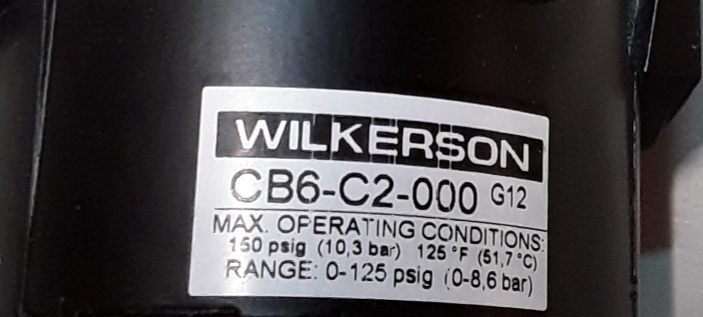 WILKERSON
CB6-C2-000 G12
MAX. OPERATING CONDITIONS:
150 psig (10,3 bar) 125 °F (51,7 °C)
RANGE: 0-125 psig (0-8,6 bar)